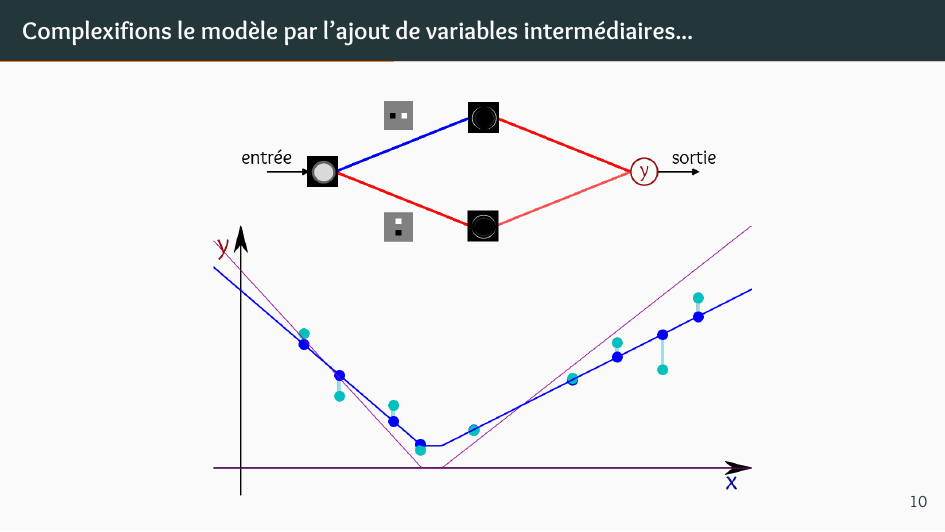 Complexifions le modèle par l'ajout de variables intermédiaires...
entrée
y
sortie
y
x
10